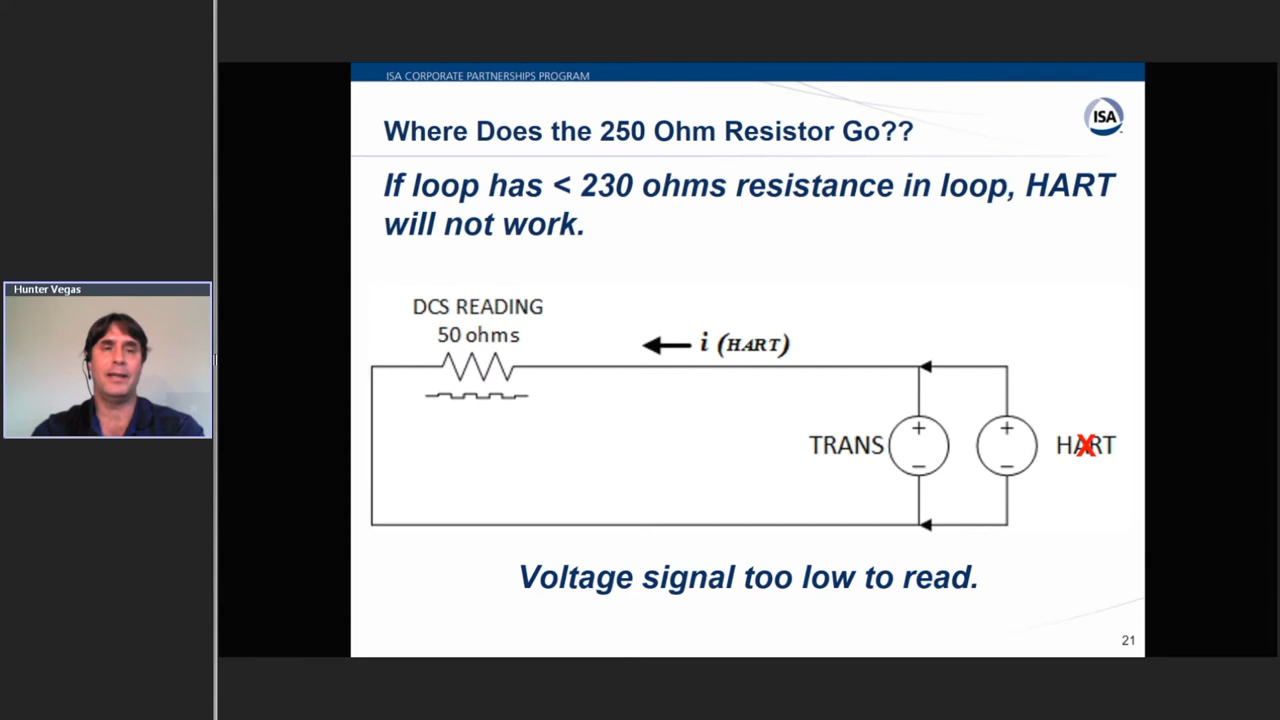 ISA CORPORATE PARTNERSHIPS PROGRAM
ISA
Where Does the 250 Ohm Resistor Go??
If loop has < 230 ohms resistance in loop, HART
will not work.
Hunter Vegas
DCS READING
50 ohms
i (HART)
+
+
TRANS
HART
X
−
−
Voltage signal too low to read.
21